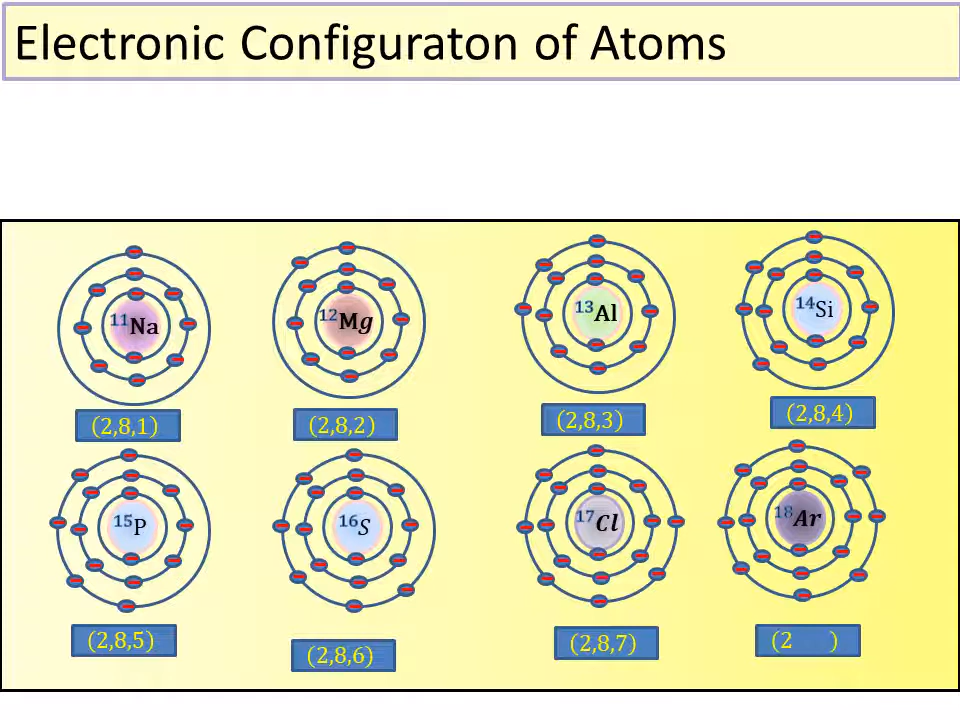 Electronic Configuraton of Atoms
¹¹Na
¹²Mg
¹³Al
¹⁴Si
(2,8,1)
(2,8,2)
(2,8,3)
(2,8,4)
¹⁵P
¹⁶S
¹⁷Cl
¹⁸Ar
(2,8,5)
(2,8,6)
(2,8,7)
(2 )